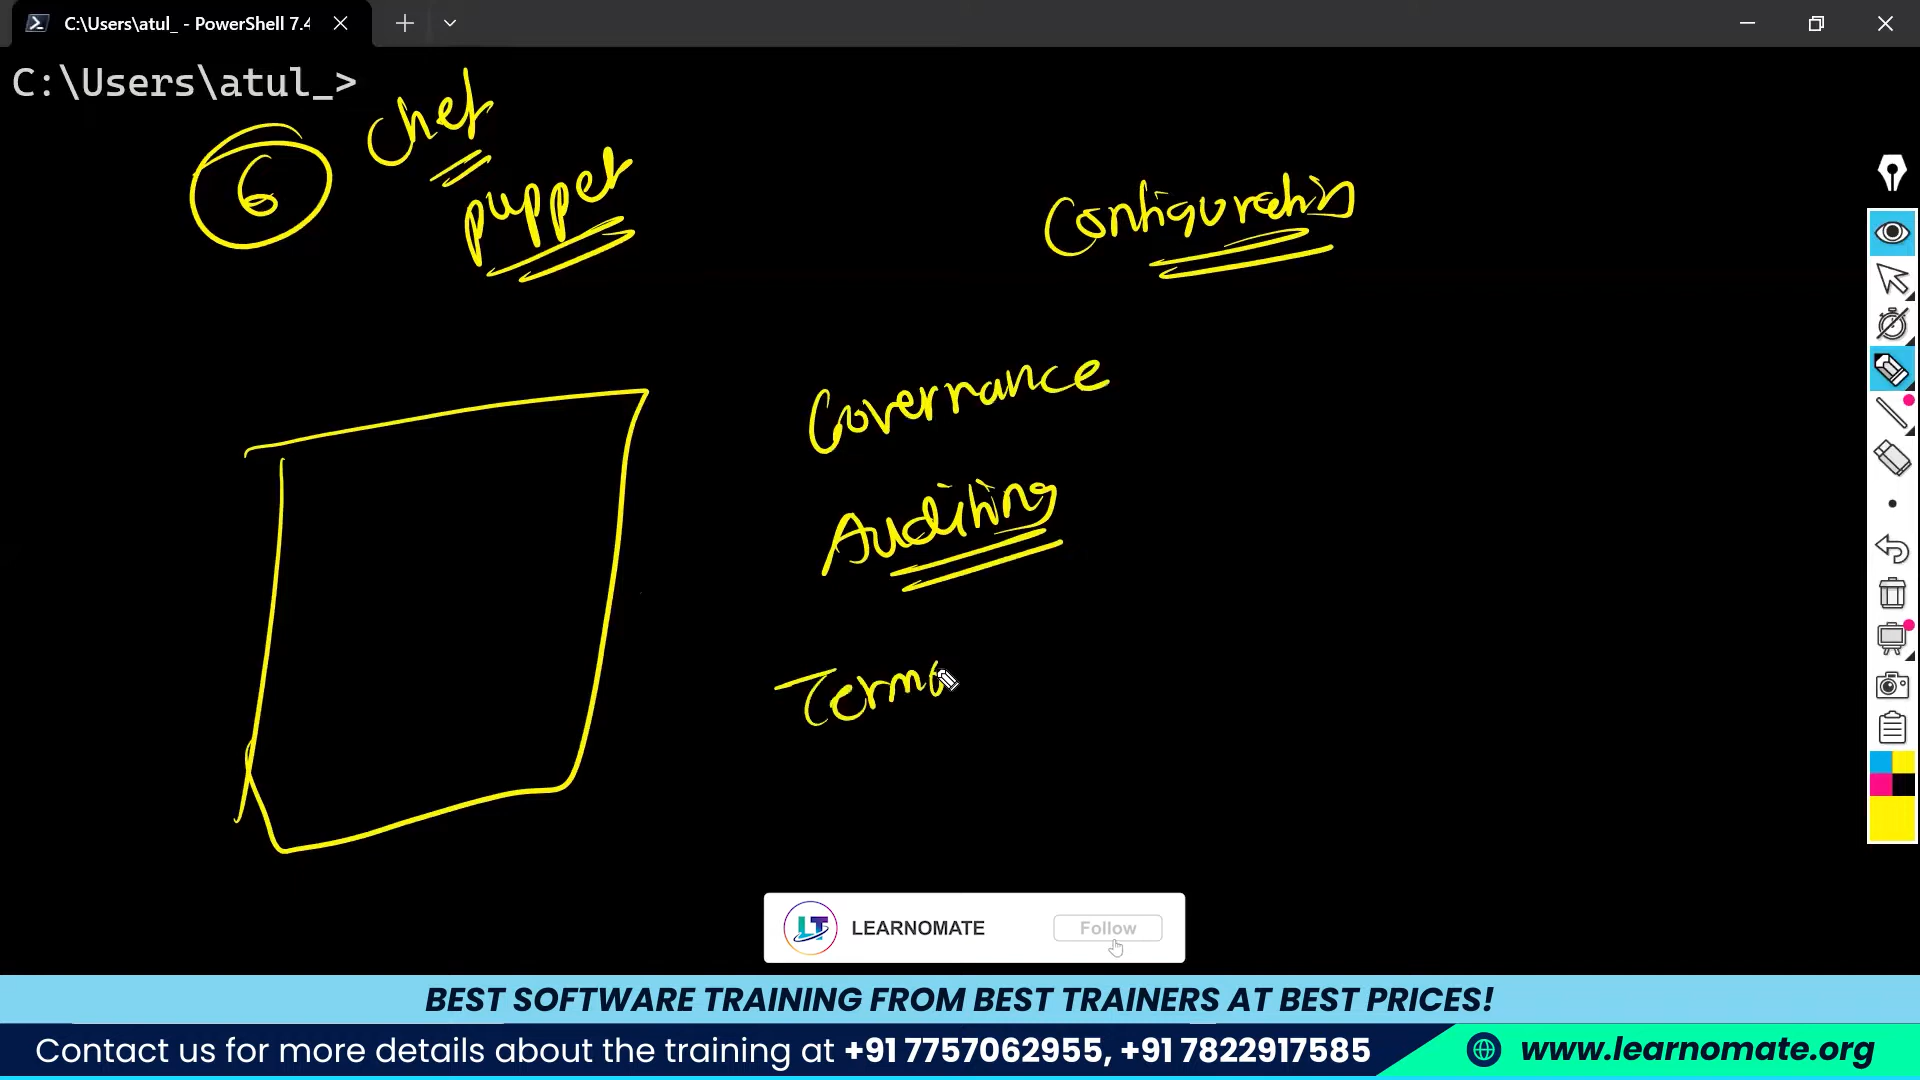 C:\Users\atul_ - PowerShell 7.4
C:\Users\atul_>
6
Chef
puppet
Configuration
Governance
Auditing
LT
LEARNOMATE
Follow
BEST SOFTWARE TRAINING FROM BEST TRAINERS AT BEST PRICES!
Contact us for more details about the training at +91 7757062955, +91 7822917585
www.learnomate.org